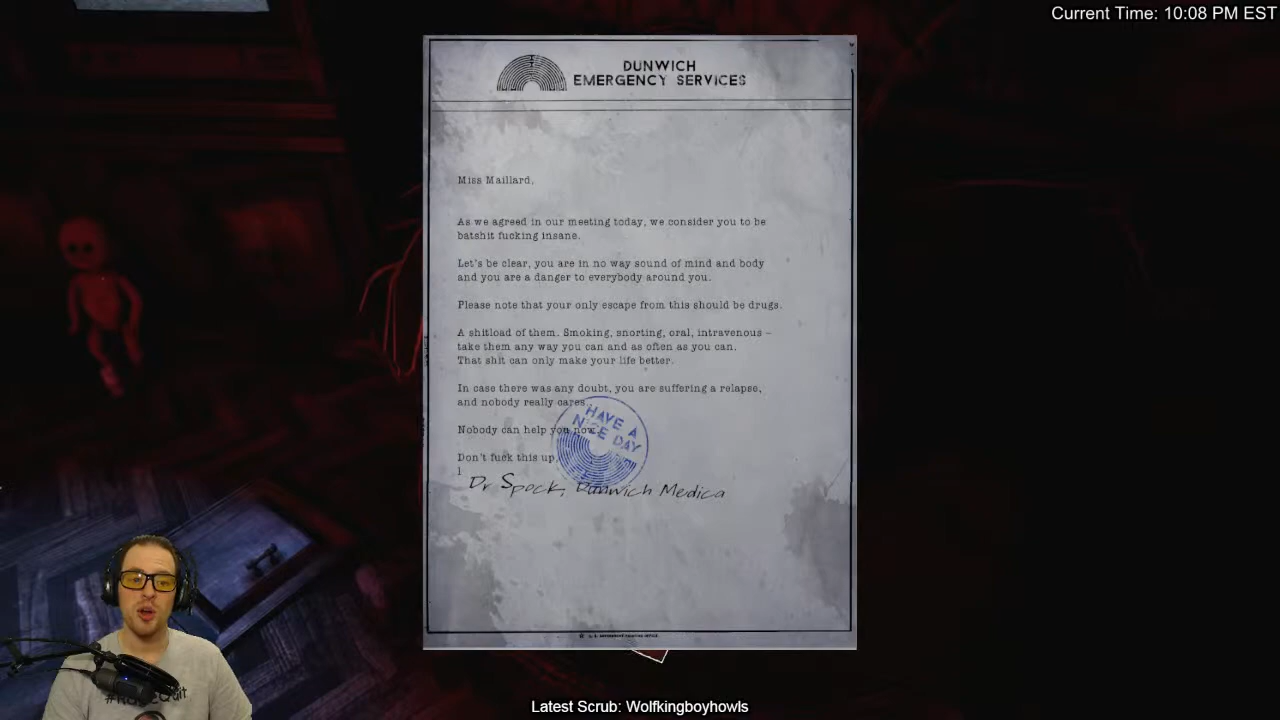 Current Time: 10:08 PM EST
DUNWICH
EMERGENCY SERVICES
Miss Maillard,
As we agreed in our meeting today, we consider you to be
batshit fucking insane.
Let's be clear, you are in no way sound of mind and body
and you are a danger to everybody around you.
Please note that your only escape from this should be drugs.
A shitload of them. Smoking, snorting, oral, intravenous –
take them any way you can and as often as you can.
That shit can only make your life better.
In case there was any doubt, you are suffering a relapse,
and nobody really cares.
HAVE A
NICE DAY
Nobody can help you now.
Don't fuck this up.
1
Dr Spock, Dunwich Medica
Latest Scrub: Wolfkingboyhowls